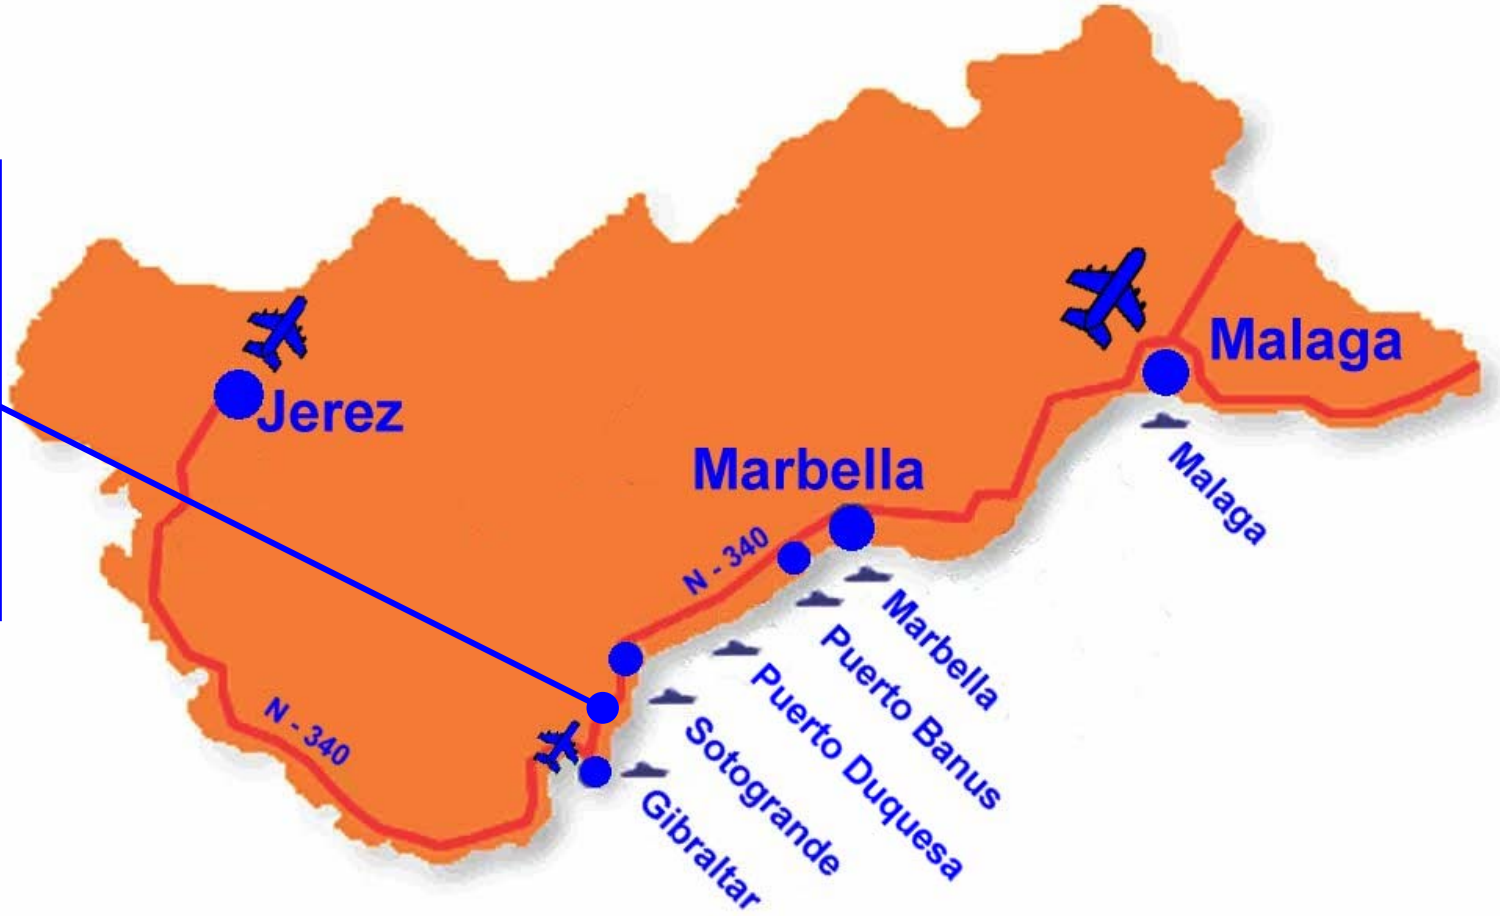 Malaga
Jerez
Marbella
Malaga
N - 340
Marbella
Puerto Banus
Puerto Duquesa
N - 340
Sotogrande
Gibraltar